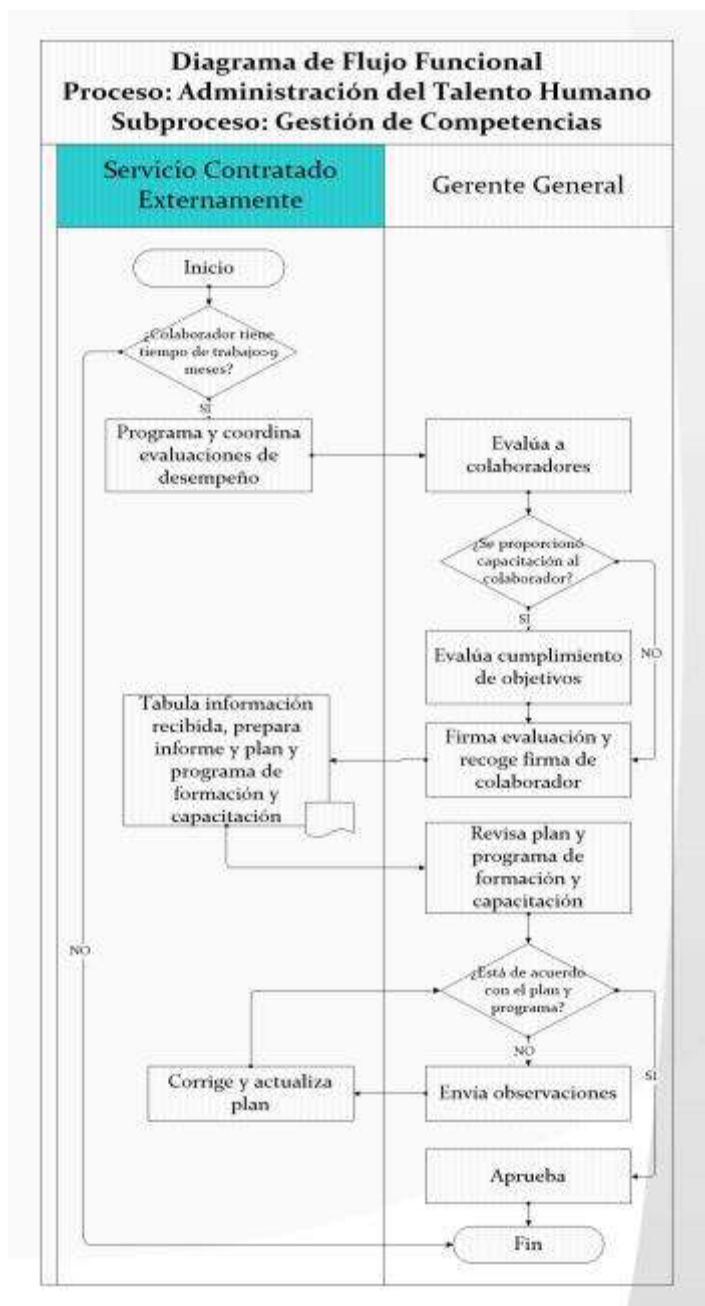 Diagrama de Flujo Funcional
Proceso: Administración del Talento Humano
Subproceso: Gestión de Competencias
Servicio Contratado
Externamente
Gerente General
Inicio
¿Colaborador tiene
tiempo de trabajo>9
meses?
SI
Programa y coordina
evaluaciones de
desempeño
Evalúa a
colaboradores
¿Se proporcionó
capacitación al
colaborador?
SI
NO
Evalúa cumplimiento
de objetivos
Tabula información
recibida, prepara
informe y plan y
programa de
formación y
capacitación
Firma evaluación y
recoge firma de
colaborador
Revisa plan y
programa de
formación y
capacitación
NO
¿Está de acuerdo
con el plan y
programa?
NO
SI
Corrige y actualiza
plan
Envía observaciones
Aprueba
Fin